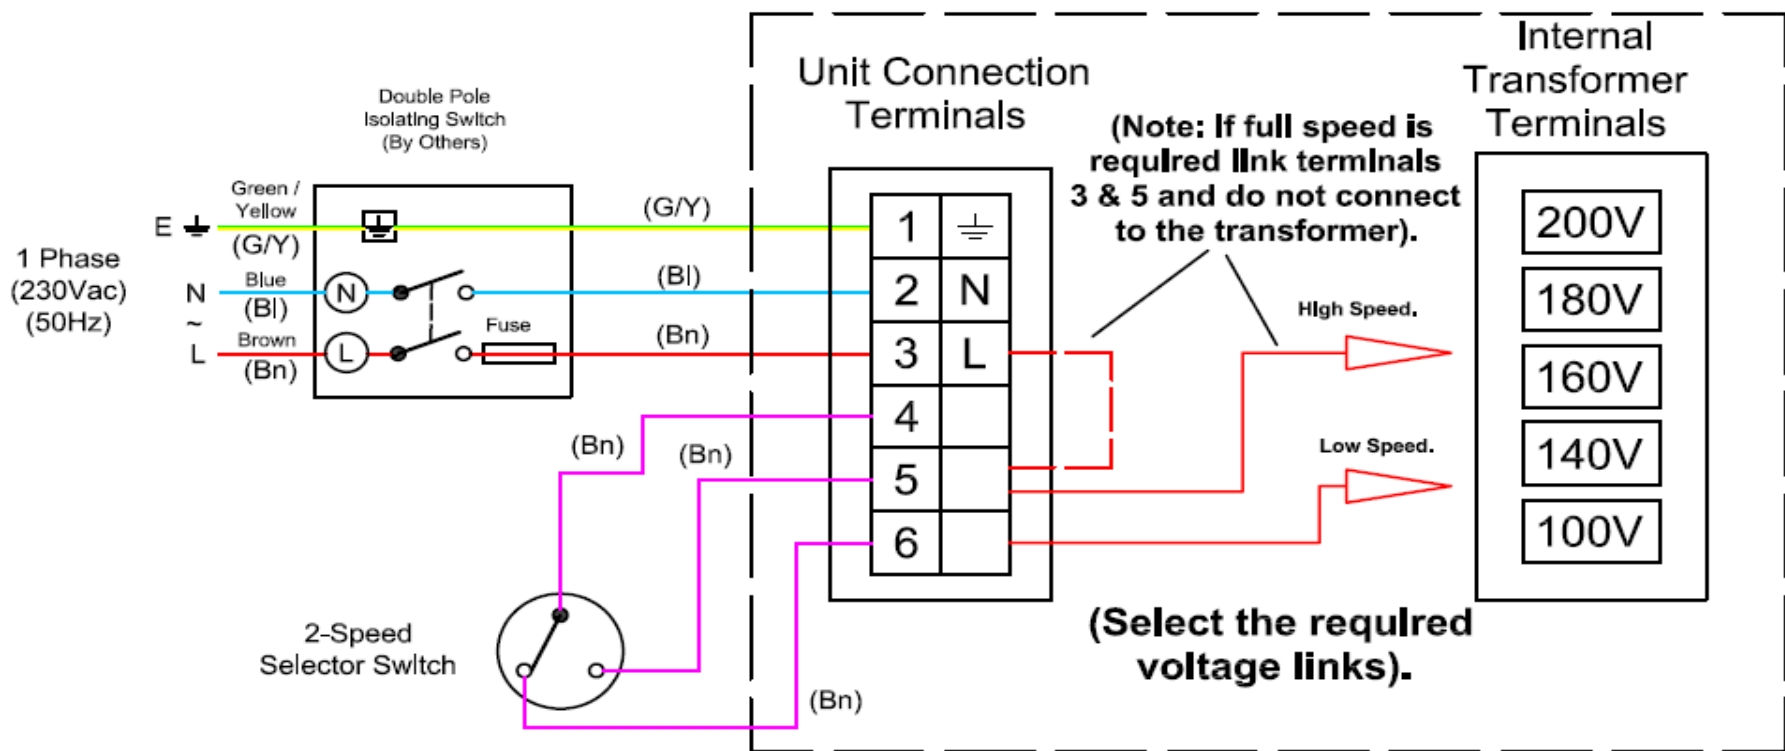 Double Pole
Isolating Switch
(By Others)
1 Phase
(230Vac)
(50Hz)
E
Green /
Yellow
(G/Y)
(G/Y)
N
Blue
(Bl)
N
(Bl)
~
L
Brown
(Bn)
L
Fuse
(Bn)
(Bn)
(Bn)
(Bn)
2-Speed
Selector Switch
Unit Connection
Terminals
1
2 N
3 L
4
5
6
(Note: If full speed is
required link terminals
3 & 5 and do not connect
to the transformer).
High Speed.
Low Speed.
(Select the required
voltage links).
Internal
Transformer
Terminals
200V
180V
160V
140V
100V